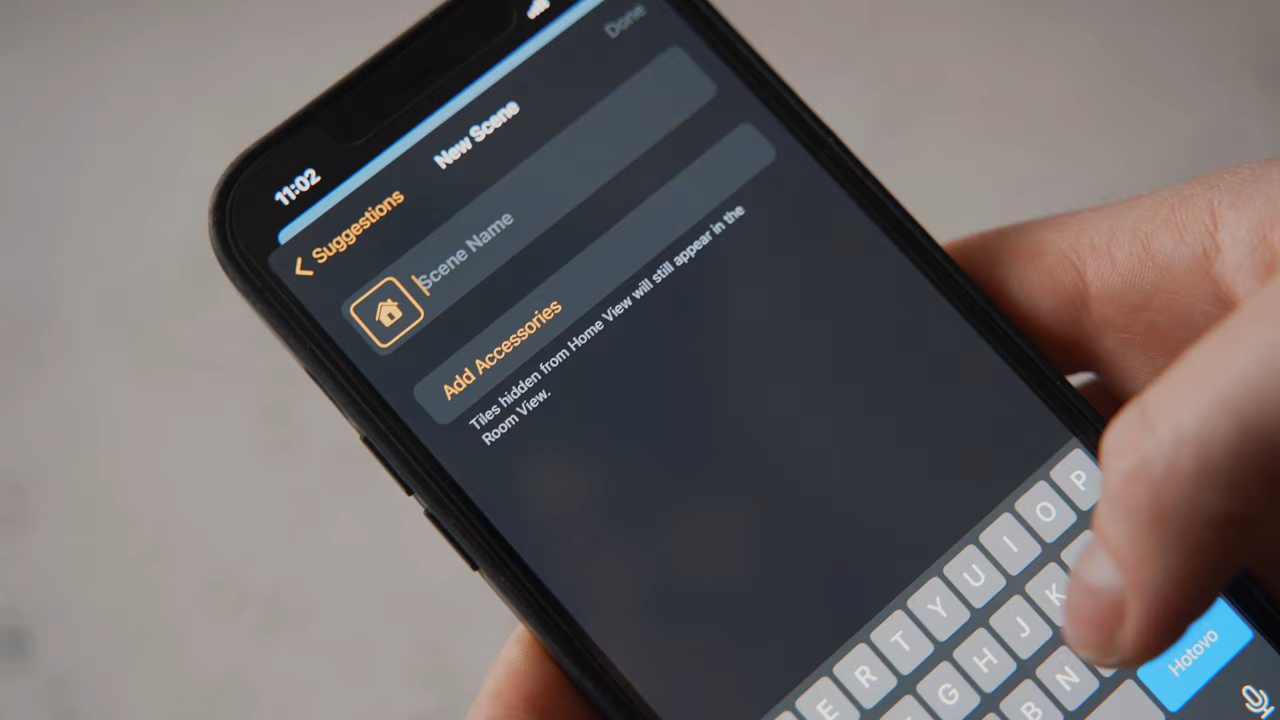 11:02
Done
Suggestions
New Scene
Scene Name
Add Accessories
Tiles hidden from Home View will still appear in the
Room View.
E R T Y U I O P
G H J K
B N
Hotovo